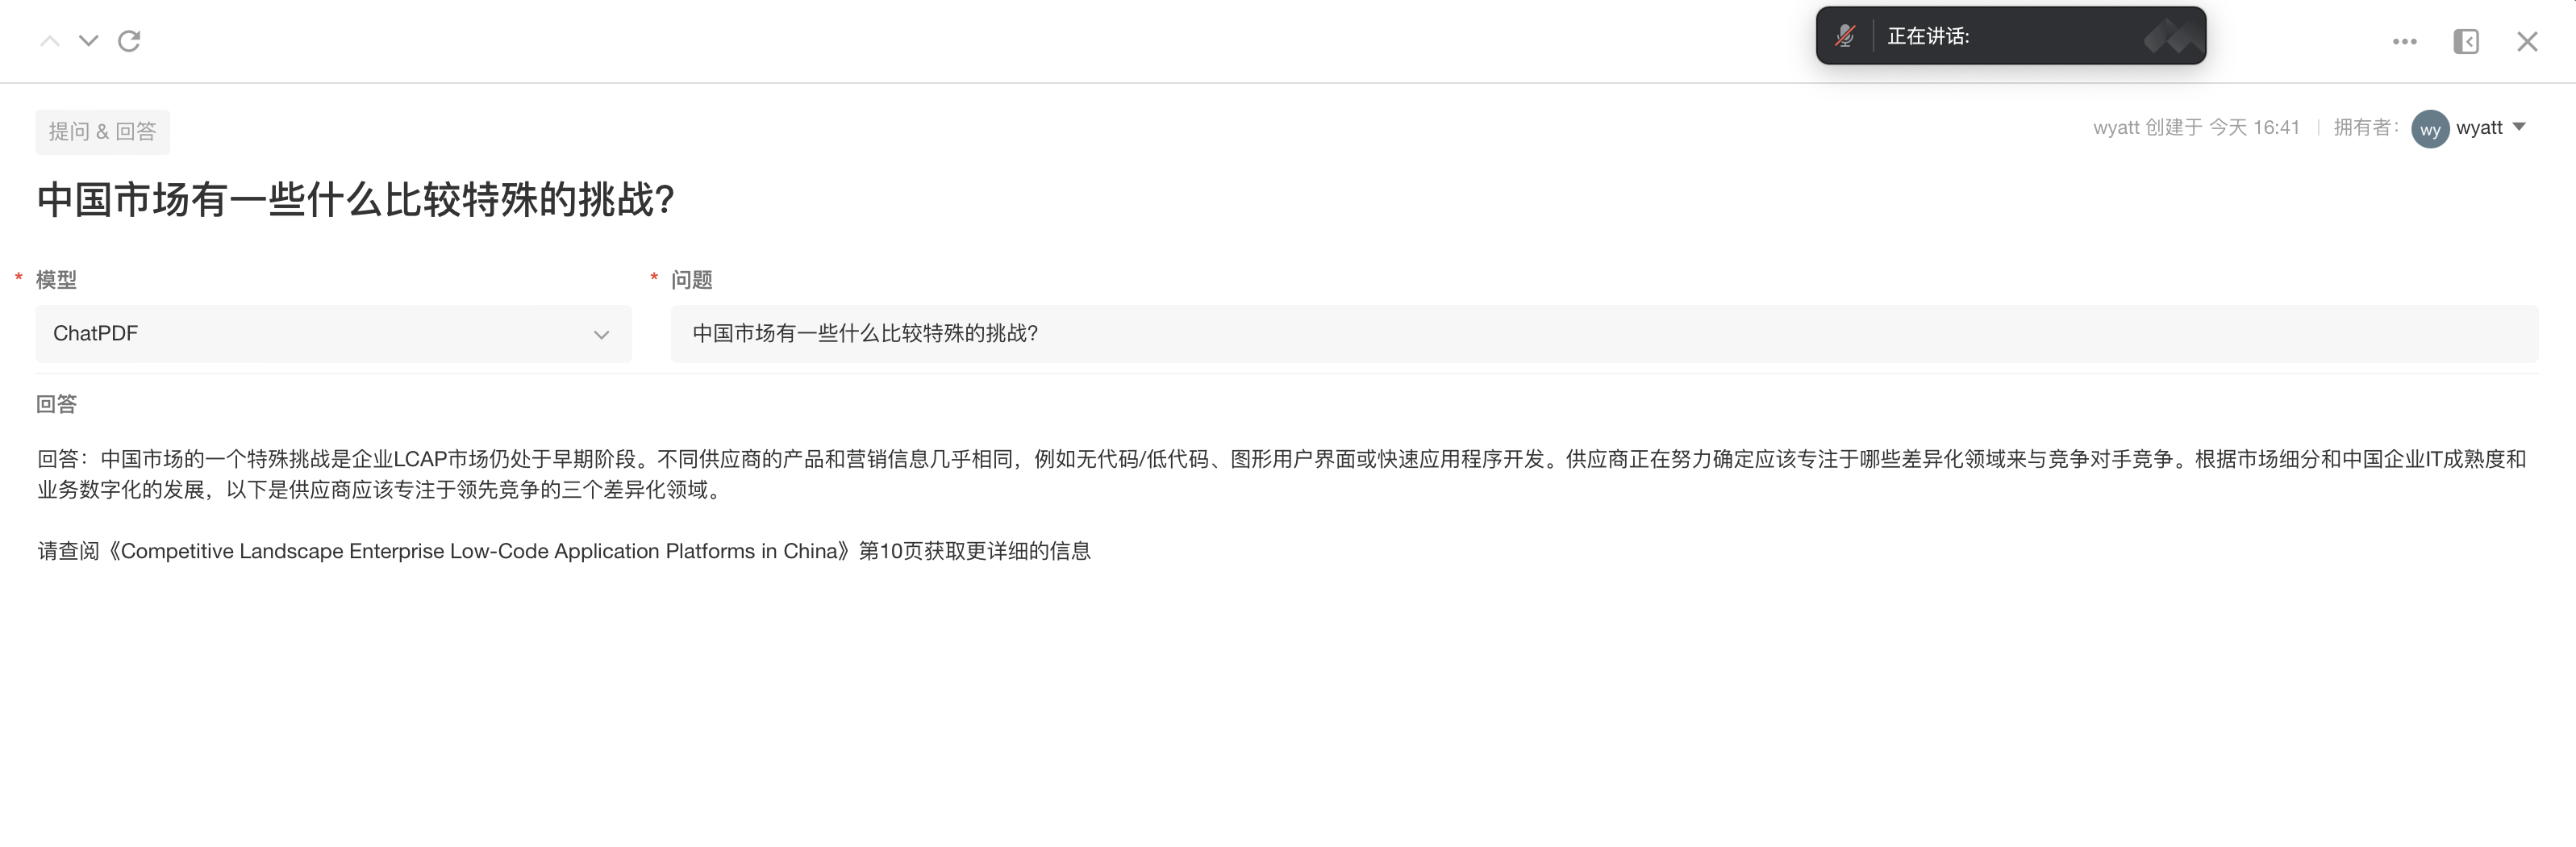 正在讲话:
提问 & 回答
wyatt 创建于 今天 16:41 | 拥有者: wy wyatt
中国市场有一些什么比较特殊的挑战?
* 模型
* 问题
ChatPDF
中国市场有一些什么比较特殊的挑战?
回答
回答：中国市场的一个特殊挑战是企业LCAP市场仍处于早期阶段。不同供应商的产品和营销信息几乎相同，例如无代码/低代码、图形用户界面或快速应用程序开发。供应商正在努力确定应该专注于哪些差异化领域来与竞争对手竞争。根据市场细分和中国企业IT成熟度和
业务数字化的发展，以下是供应商应该专注于领先竞争的三个差异化领域。
请查阅《Competitive Landscape Enterprise Low-Code Application Platforms in China》第10页获取更详细的信息